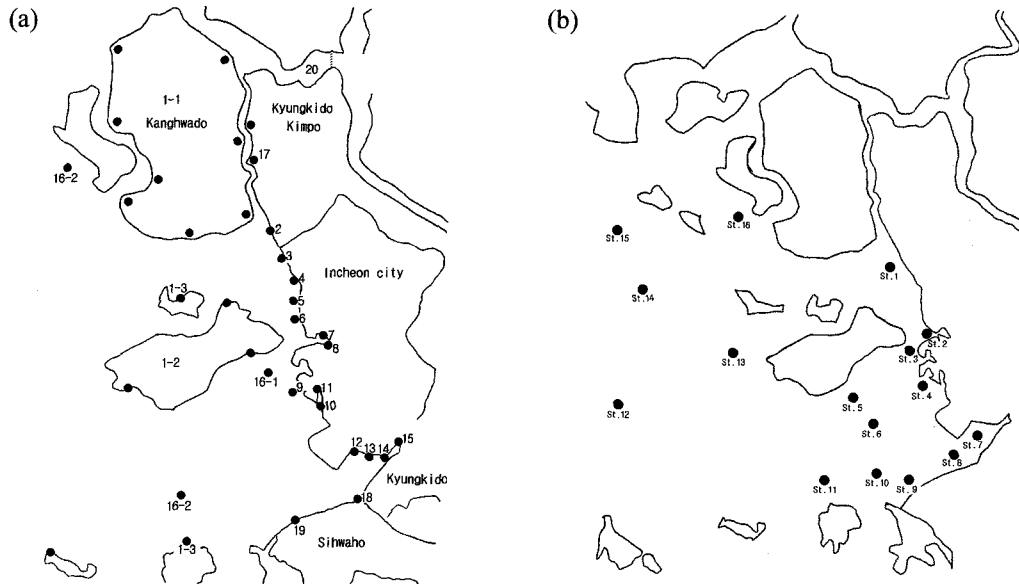 (a)
(b)
20
1-1
Kanghwado
Kyungkido
Kimpo
17
16-2
2
3
Incheon city
4
1-3
5
6
7
8
1-2
16-1
9
11
10
12
13
14
15
Kyungkido
16-2
18
19
1-3
Sihwaho
St.16
St.15
St.1
St.14
St.2
St.3
St.13
St.4
St.5
St.12
St.6
St.7
St.8
St.11
St.10
St.9